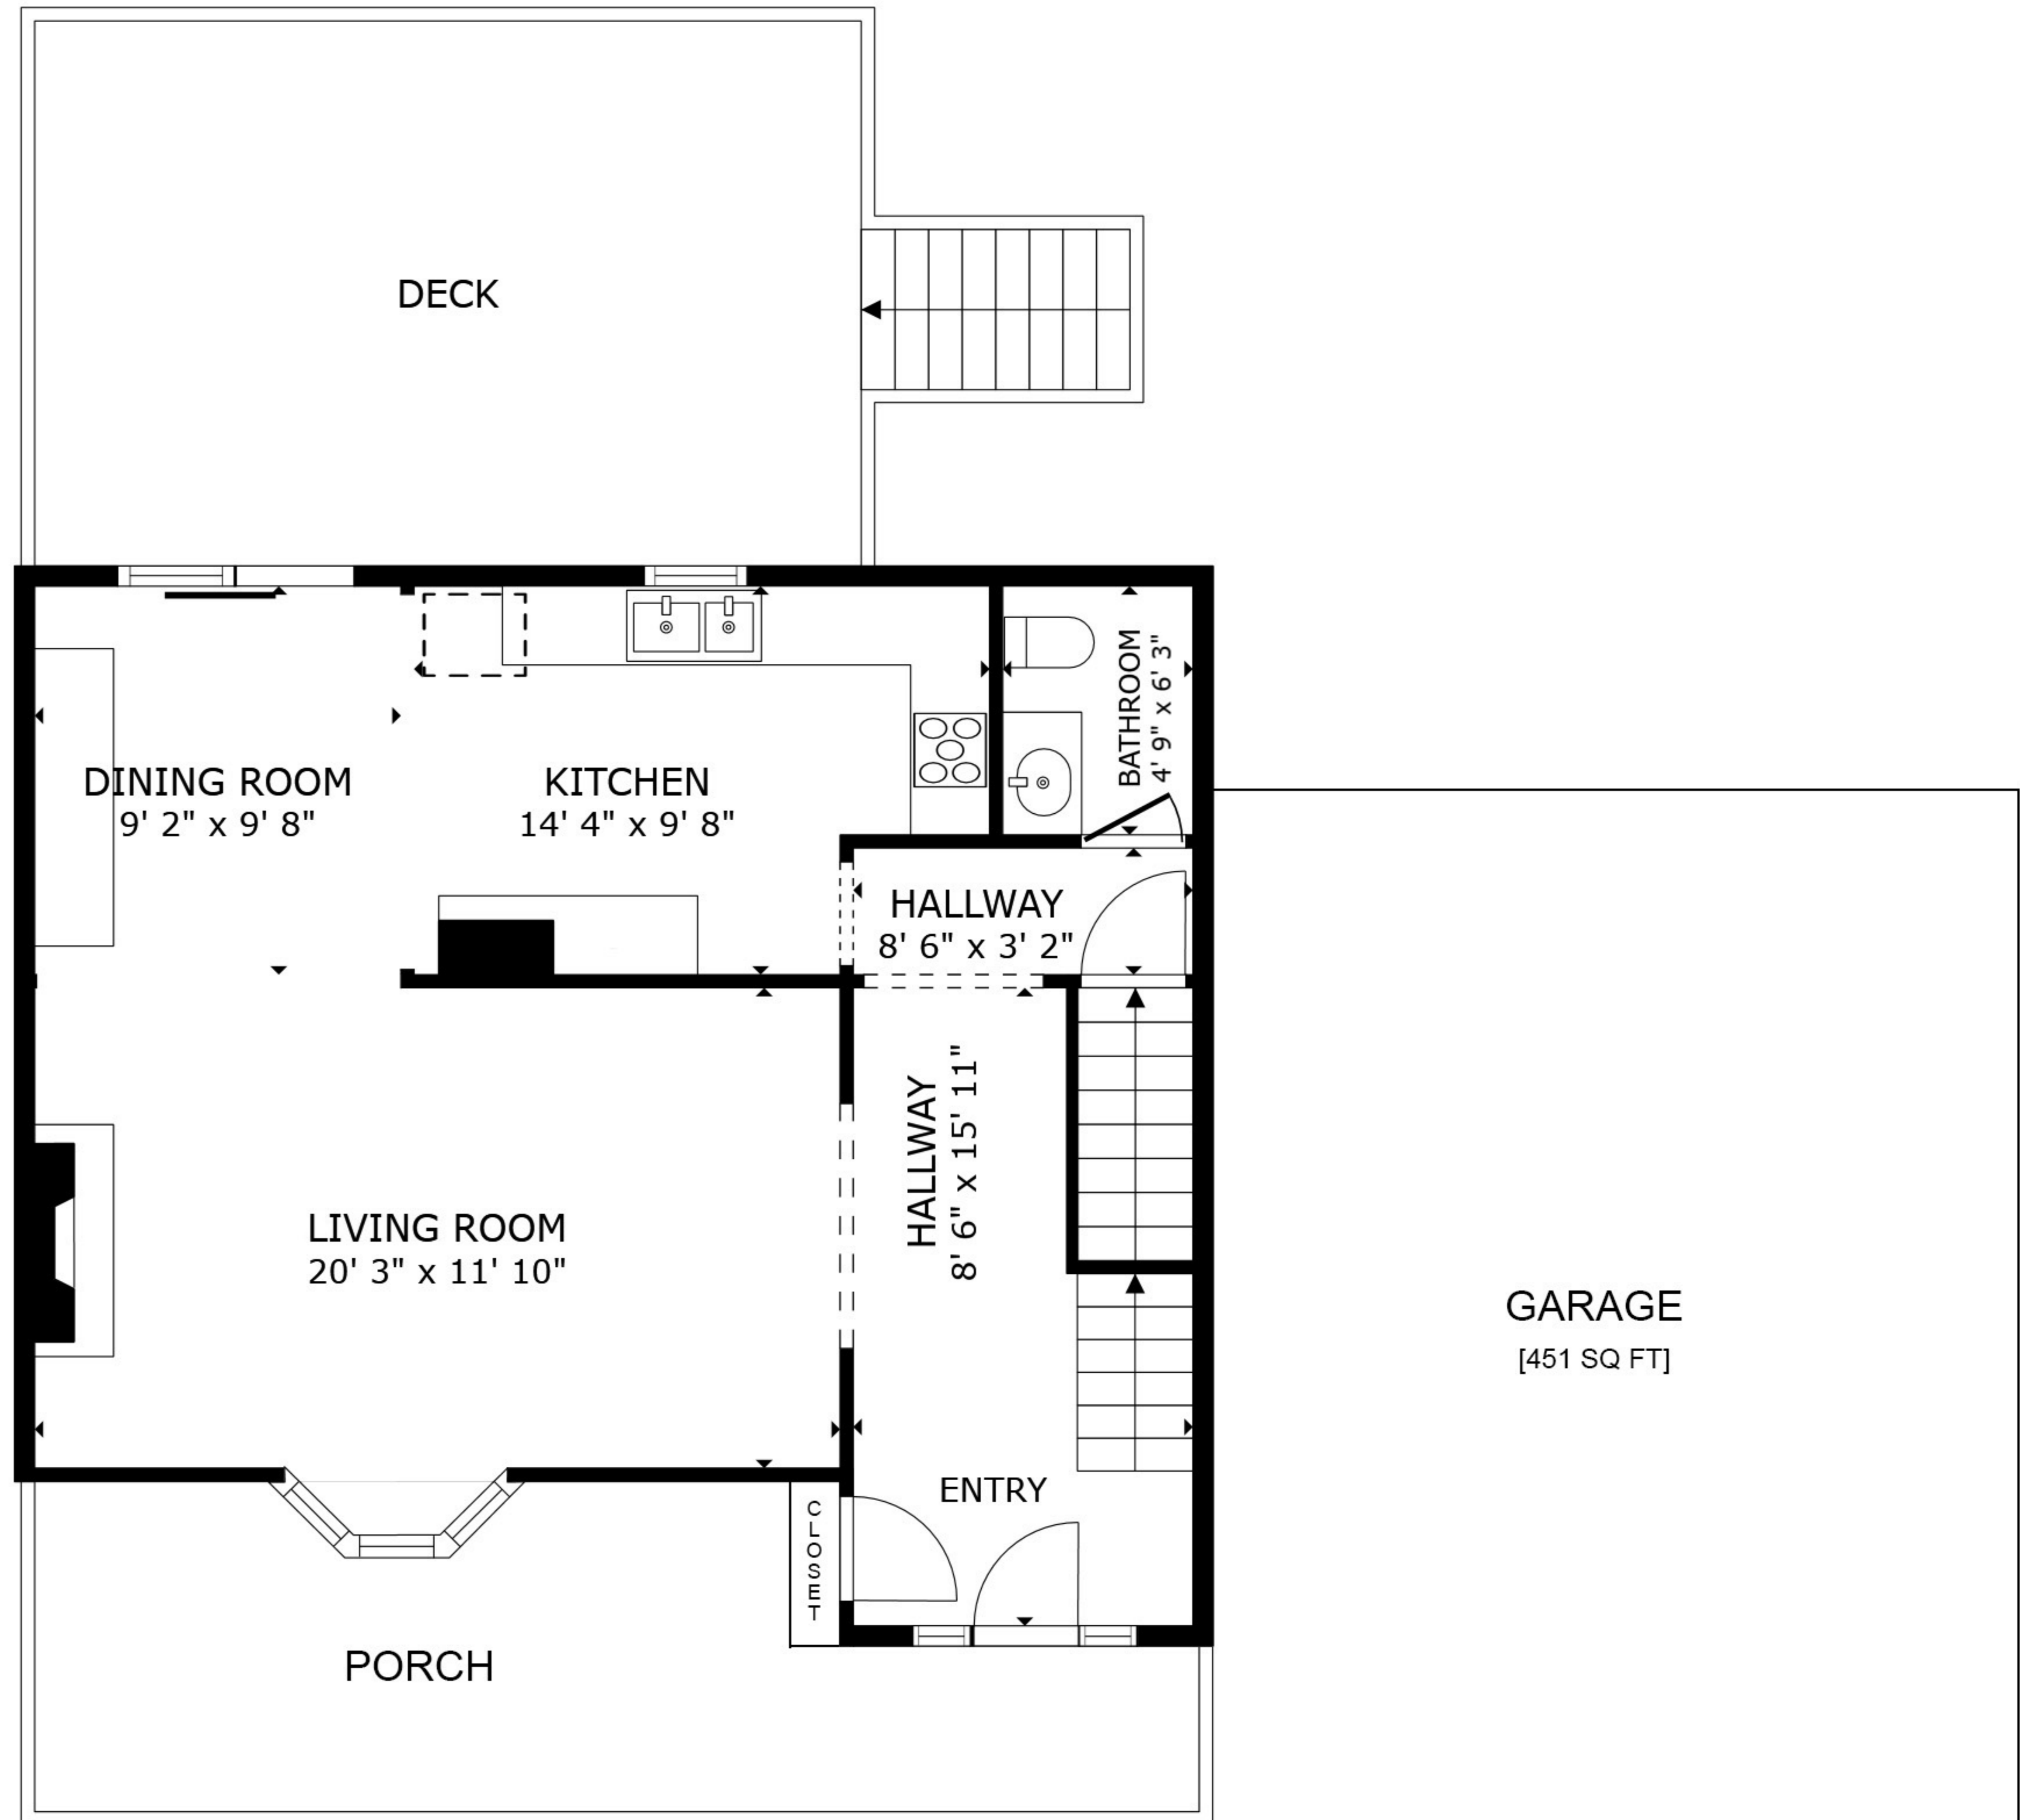 DECK
DINING ROOM
9' 2" x 9' 8"
KITCHEN
14' 4" x 9' 8"
BATHROOM
4' 9" x 6' 3"
HALLWAY
8' 6" x 3' 2"
HALLWAY
8' 6" x 15' 11"
LIVING ROOM
20' 3" x 11' 10"
GARAGE
[451 SQ FT]
ENTRY
CLOSET
PORCH